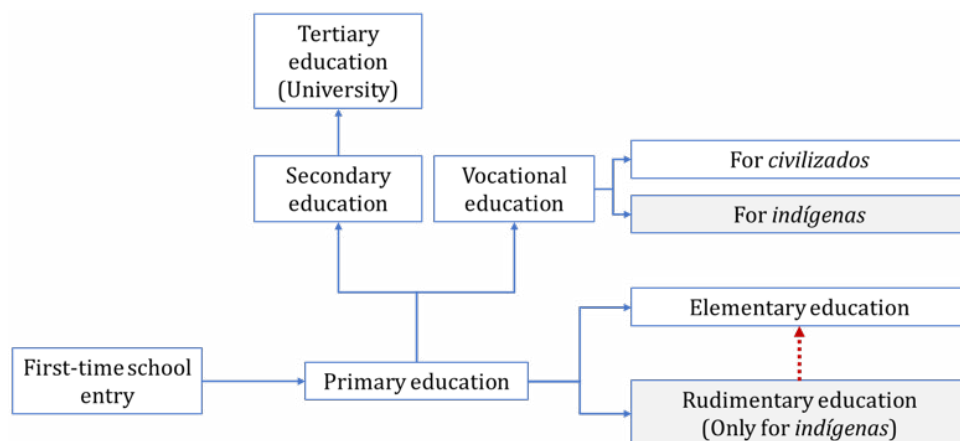 Tertiary
education
(University)
Secondary
education
Vocational
education
For civilizados
For indígenas
Elementary education
First-time school
entry
Primary education
Rudimentary education
(Only for indígenas)